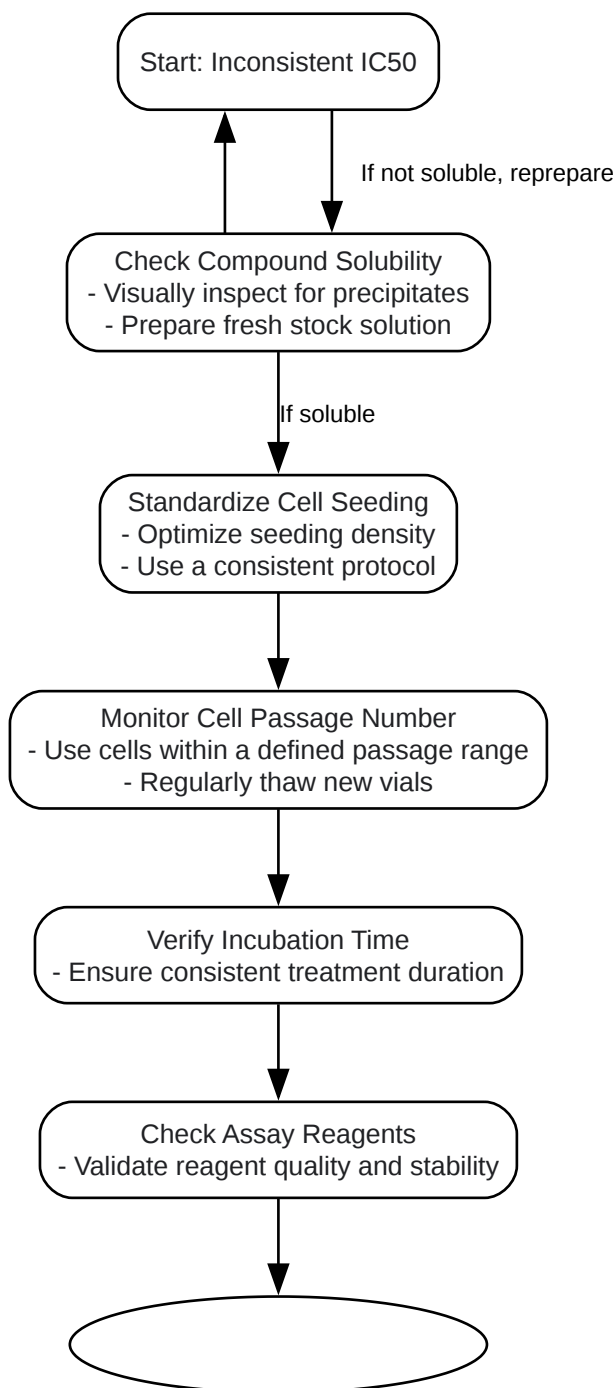 Start: Inconsistent IC50
If not soluble, reprepare
Check Compound Solubility
- Visually inspect for precipitates
- Prepare fresh stock solution
If soluble
Standardize Cell Seeding
- Optimize seeding density
- Use a consistent protocol
Monitor Cell Passage Number
- Use cells within a defined passage range
- Regularly thaw new vials
Verify Incubation Time
- Ensure consistent treatment duration
Check Assay Reagents
- Validate reagent quality and stability